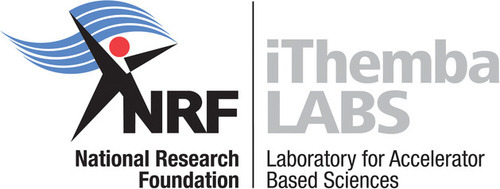 NRF
National Research
Foundation
iThemba
LABS
Laboratory for Accelerator
Based Sciences